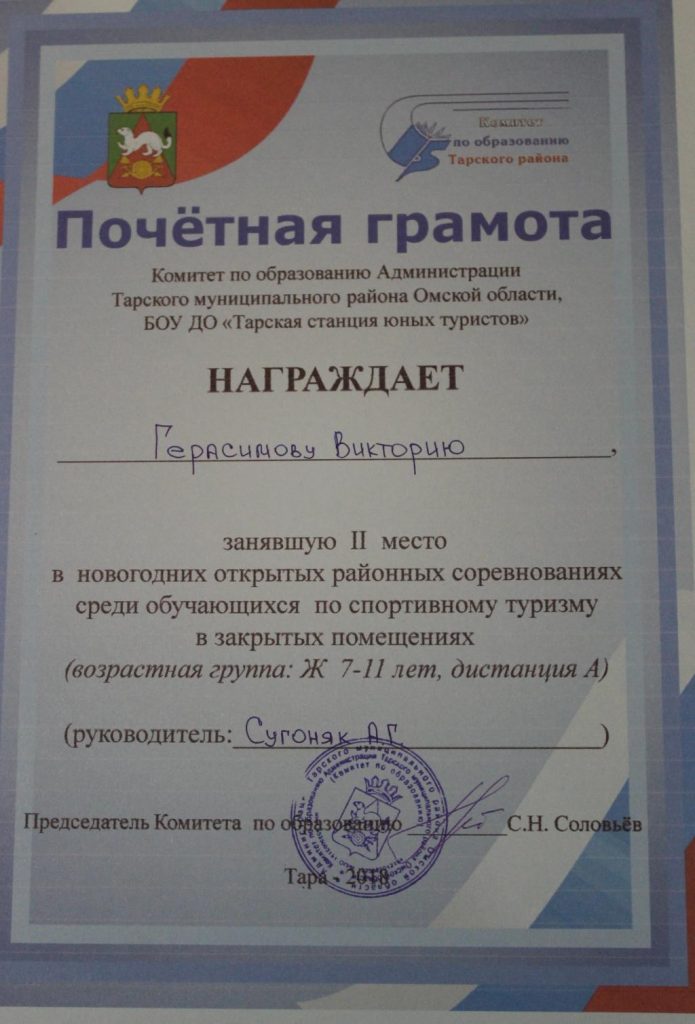 Комитет
по образованию
Тарского района
Почётная грамота
Комитет по образованию Администрации
Тарского муниципального района Омской области,
БОУ ДО «Тарская станция юных туристов»
НАГРАЖДАЕТ
Герасимову Викторию,
занявшую II место
в новогодних открытых районных соревнованиях
среди обучающихся по спортивному туризму
в закрытых помещениях
(возрастная группа: Ж 7-11 лет, дистанция А)
(руководитель: Сугоняк А.Г.)
Председатель Комитета по образованию С.Н. Соловьёв
Тара - 2018